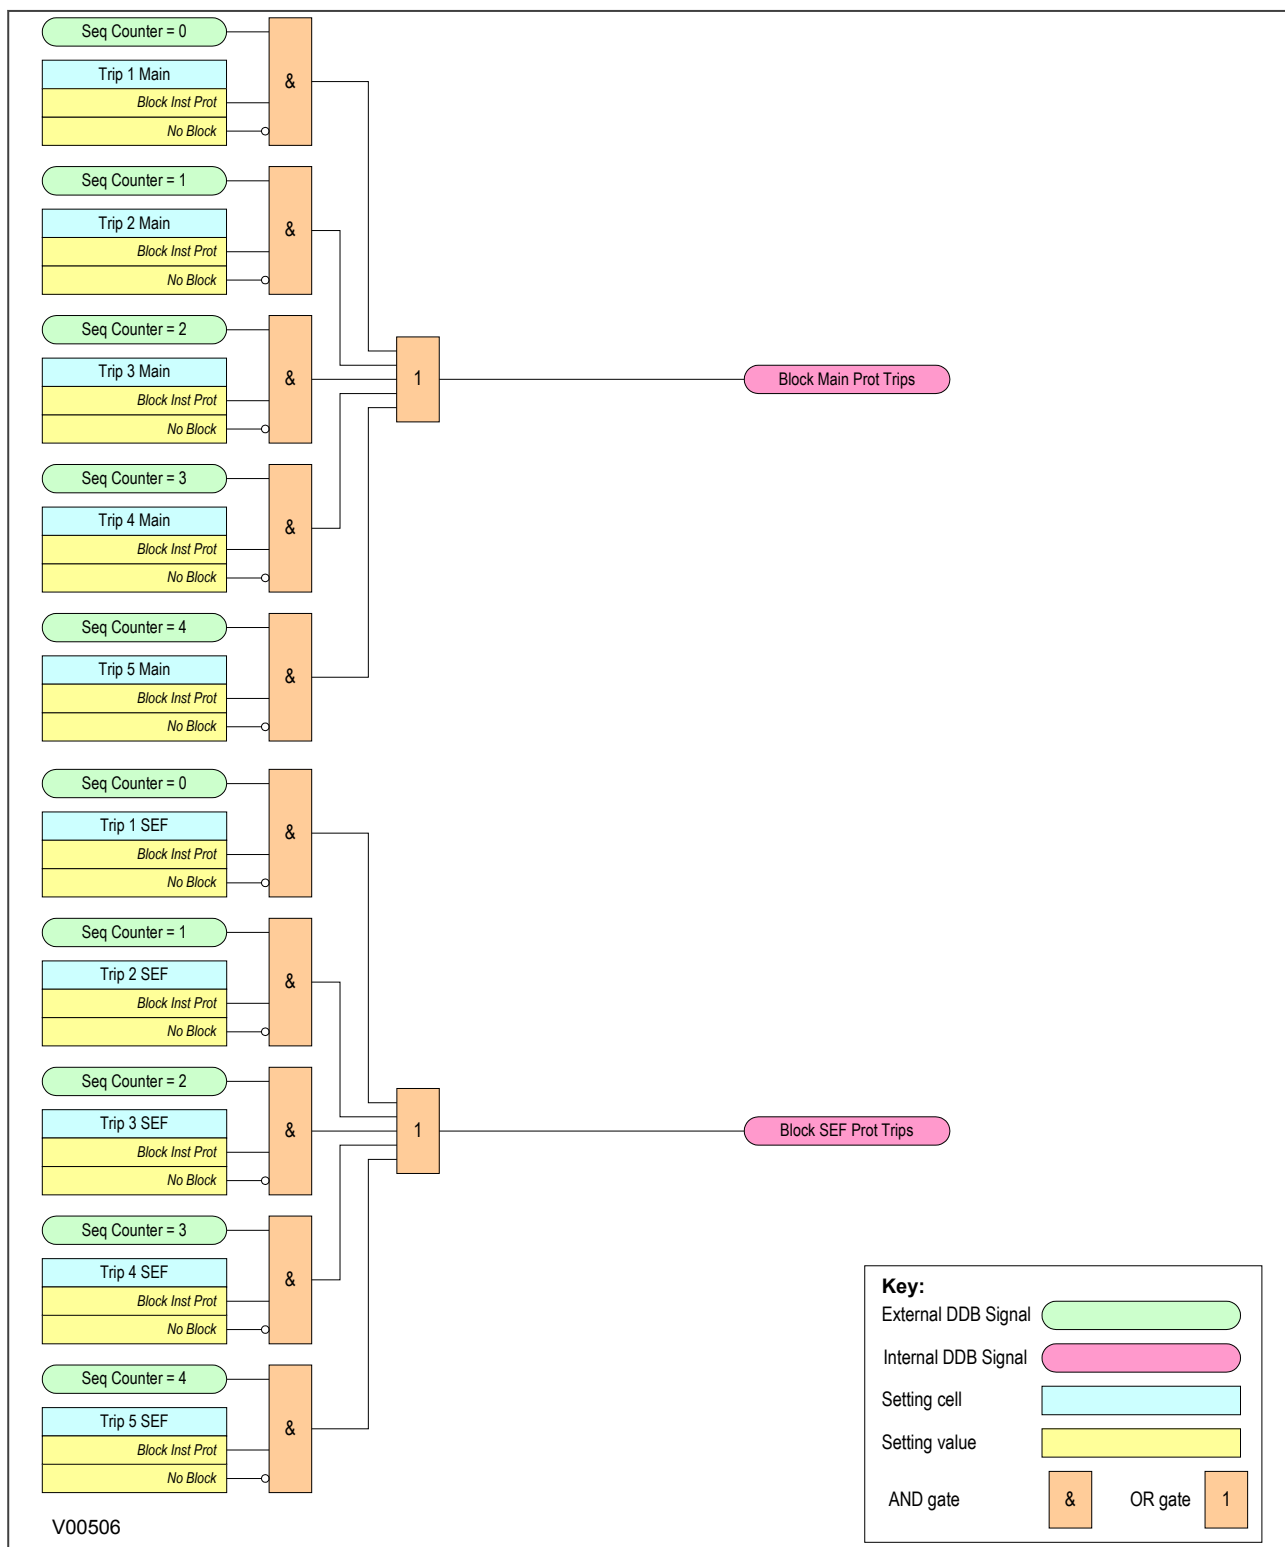 Seq Counter = 0
Trip 1 Main
Block Inst Prot
No Block
&
Seq Counter = 1
Trip 2 Main
Block Inst Prot
No Block
&
Seq Counter = 2
Trip 3 Main
Block Inst Prot
No Block
&
1
Block Main Prot Trips
Seq Counter = 3
Trip 4 Main
Block Inst Prot
No Block
&
Seq Counter = 4
Trip 5 Main
Block Inst Prot
No Block
&
Seq Counter = 0
Trip 1 SEF
Block Inst Prot
No Block
&
Seq Counter = 1
Trip 2 SEF
Block Inst Prot
No Block
&
Seq Counter = 2
Trip 3 SEF
Block Inst Prot
No Block
&
1
Block SEF Prot Trips
Seq Counter = 3
Trip 4 SEF
Block Inst Prot
No Block
&
Seq Counter = 4
Trip 5 SEF
Block Inst Prot
No Block
&
Key:
External DDB Signal
Internal DDB Signal
Setting cell
Setting value
AND gate & OR gate 1
V00506